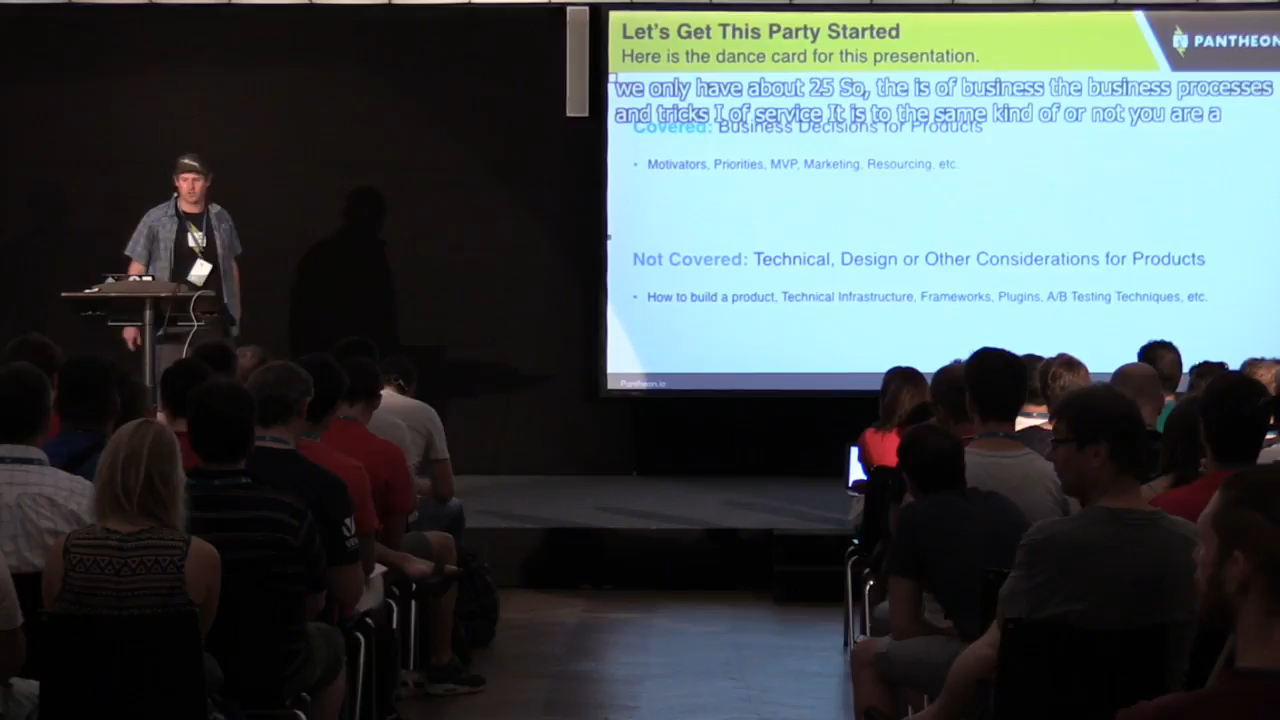 Let's Get This Party Started
Here is the dance card for this presentation.
PANTHEON
we only have about 25 So, the is of business the business processes
and tricks I of service It is to the same kind of or not you are a
Covered: Business Decisions for Products
• Motivators, Priorities, MVP, Marketing, Resourcing, etc.
Not Covered: Technical, Design or Other Considerations for Products
• How to build a product, Technical Infrastructure, Frameworks, Plugins, A/B Testing Techniques, etc.
Pantheon.io